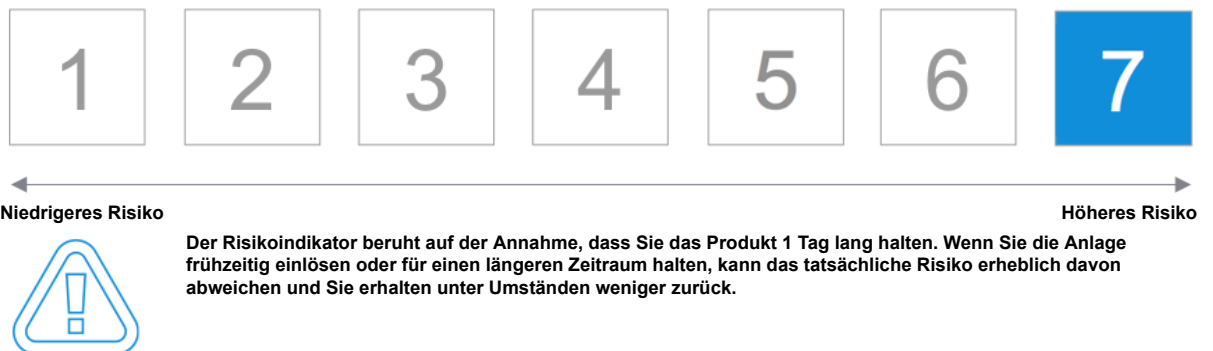 1 2 3 4 5 6 7
Niedrigeres Risiko Höheres Risiko
Der Risikoindikator beruht auf der Annahme, dass Sie das Produkt 1 Tag lang halten. Wenn Sie die Anlage
frühzeitig einlösen oder für einen längeren Zeitraum halten, kann das tatsächliche Risiko erheblich davon
abweichen und Sie erhalten unter Umständen weniger zurück.